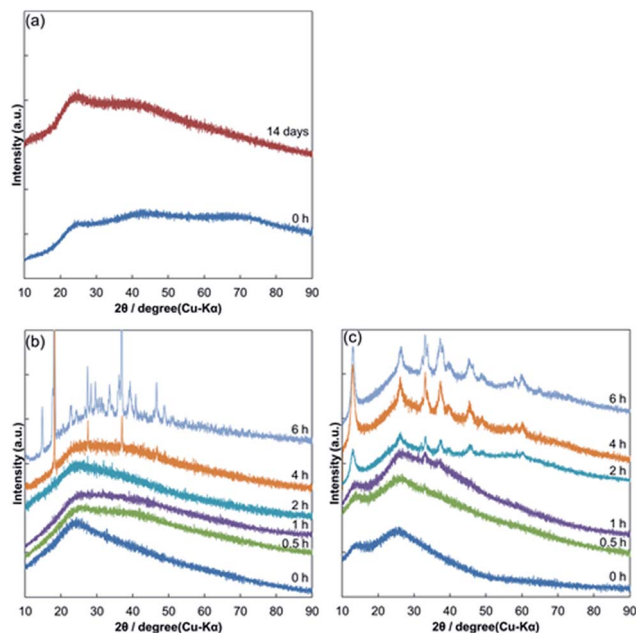 (a)
Intensity (a.u.)
14 days
0 h
10 20 30 40 50 60 70 80 90
2θ / degree(Cu-Kα)
(b)
Intensity (a.u.)
6 h
4 h
2 h
1 h
0.5 h
0 h
10 20 30 40 50 60 70 80 90
2θ / degree(Cu-Kα)
(c)
Intensity (a.u.)
6 h
4 h
2 h
1 h
0.5 h
0 h
10 20 30 40 50 60 70 80 90
2θ / degree(Cu-Kα)